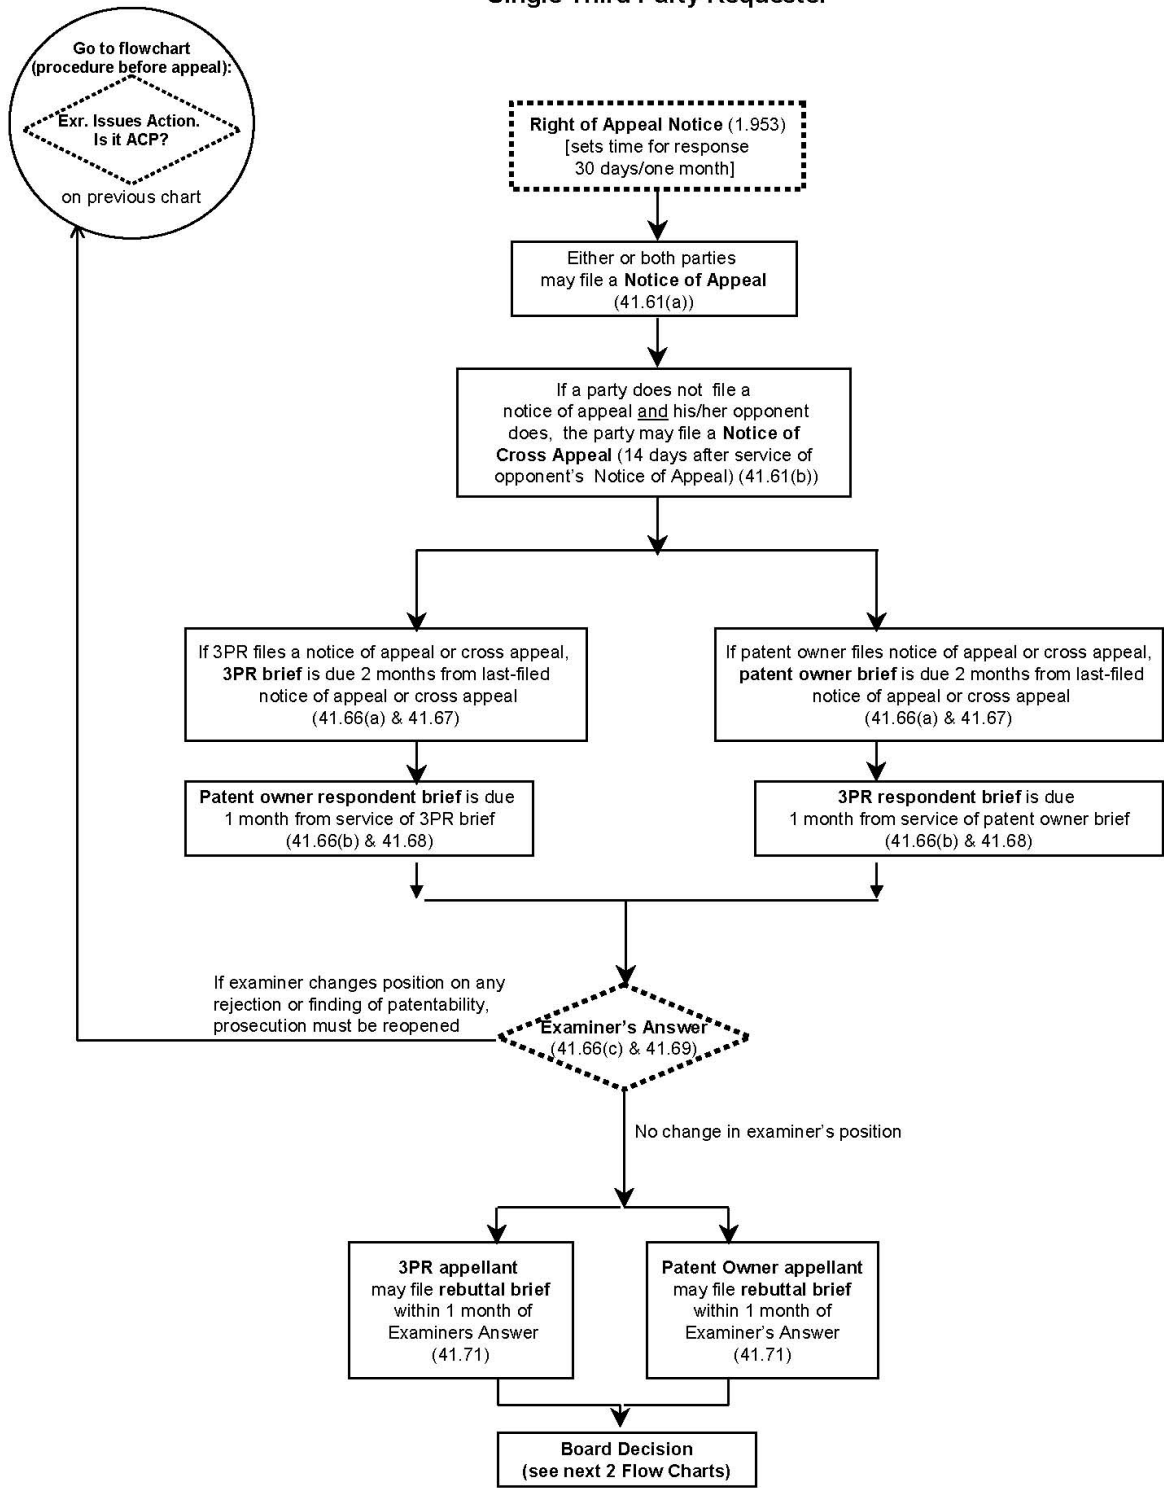 Single Third Party Requester
Go to flowchart
(procedure before appeal):
Exr. Issues Action.
Is it ACP?
on previous chart
Right of Appeal Notice (1.953)
[sets time for response
30 days/one month]
Either or both parties
may file a Notice of Appeal
(41.61(a))
If a party does not file a
notice of appeal and his/her opponent
does, the party may file a Notice of
Cross Appeal (14 days after service of
opponent's Notice of Appeal) (41.61(b))
If 3PR files a notice of appeal or cross appeal,
3PR brief is due 2 months from last-filed
notice of appeal or cross appeal
(41.66(a) & 41.67)
If patent owner files notice of appeal or cross appeal,
patent owner brief is due 2 months from last-filed
notice of appeal or cross appeal
(41.66(a) & 41.67)
Patent owner respondent brief is due
1 month from service of 3PR brief
(41.66(b) & 41.68)
3PR respondent brief is due
1 month from service of patent owner brief
(41.66(b) & 41.68)
If examiner changes position on any
rejection or finding of patentability,
prosecution must be reopened
Examiner's Answer
(41.66(c) & 41.69)
No change in examiner's position
3PR appellant
may file rebuttal brief
within 1 month of
Examiners Answer
(41.71)
Patent Owner appellant
may file rebuttal brief
within 1 month of
Examiner's Answer
(41.71)
Board Decision
(see next 2 Flow Charts)